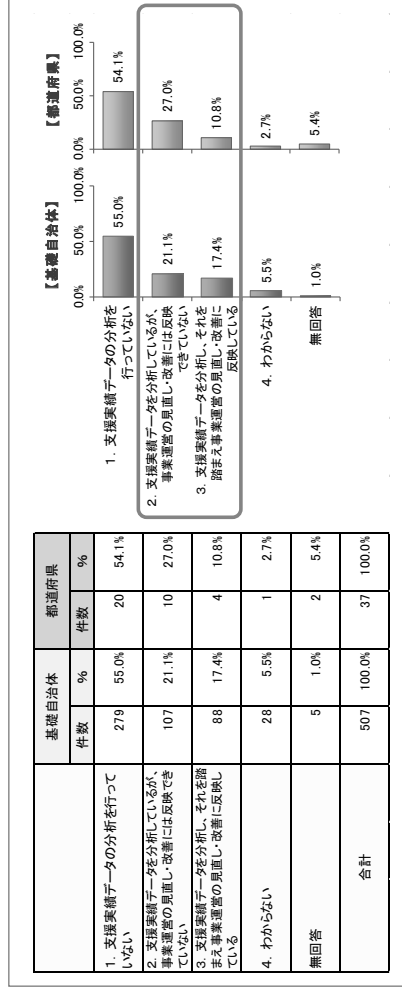 基礎自治体 都道府県
件数 % 件数 %
1. 支援実績データの分析を行って
いない
279 55.0% 20 54.1%
2. 支援実績データを分析しているが、
事業運営の見直し・改善には反映でき
ていない
107 21.1% 10 27.0%
3. 支援実績データを分析し、それを踏
まえ事業運営の見直し・改善に反映し
ている
88 17.4% 4 10.8%
4. わからない 28 5.5% 1 2.7%
無回答 5 1.0% 2 5.4%
合計 507 100.0% 37 100.0%
【基礎自治体】
0.0% 50.0% 100.0%
1. 支援実績データの分析を
行っていない
55.0%
2. 支援実績データを分析しているが、
事業運営の見直し・改善には反映
できていない
21.1%
3. 支援実績データを分析し、それを
踏まえ事業運営の見直し・改善に
反映している
17.4%
4. わからない
5.5%
無回答
1.0%
【都道府県】
0.0% 50.0% 100.0%
54.1%
27.0%
10.8%
2.7%
5.4%